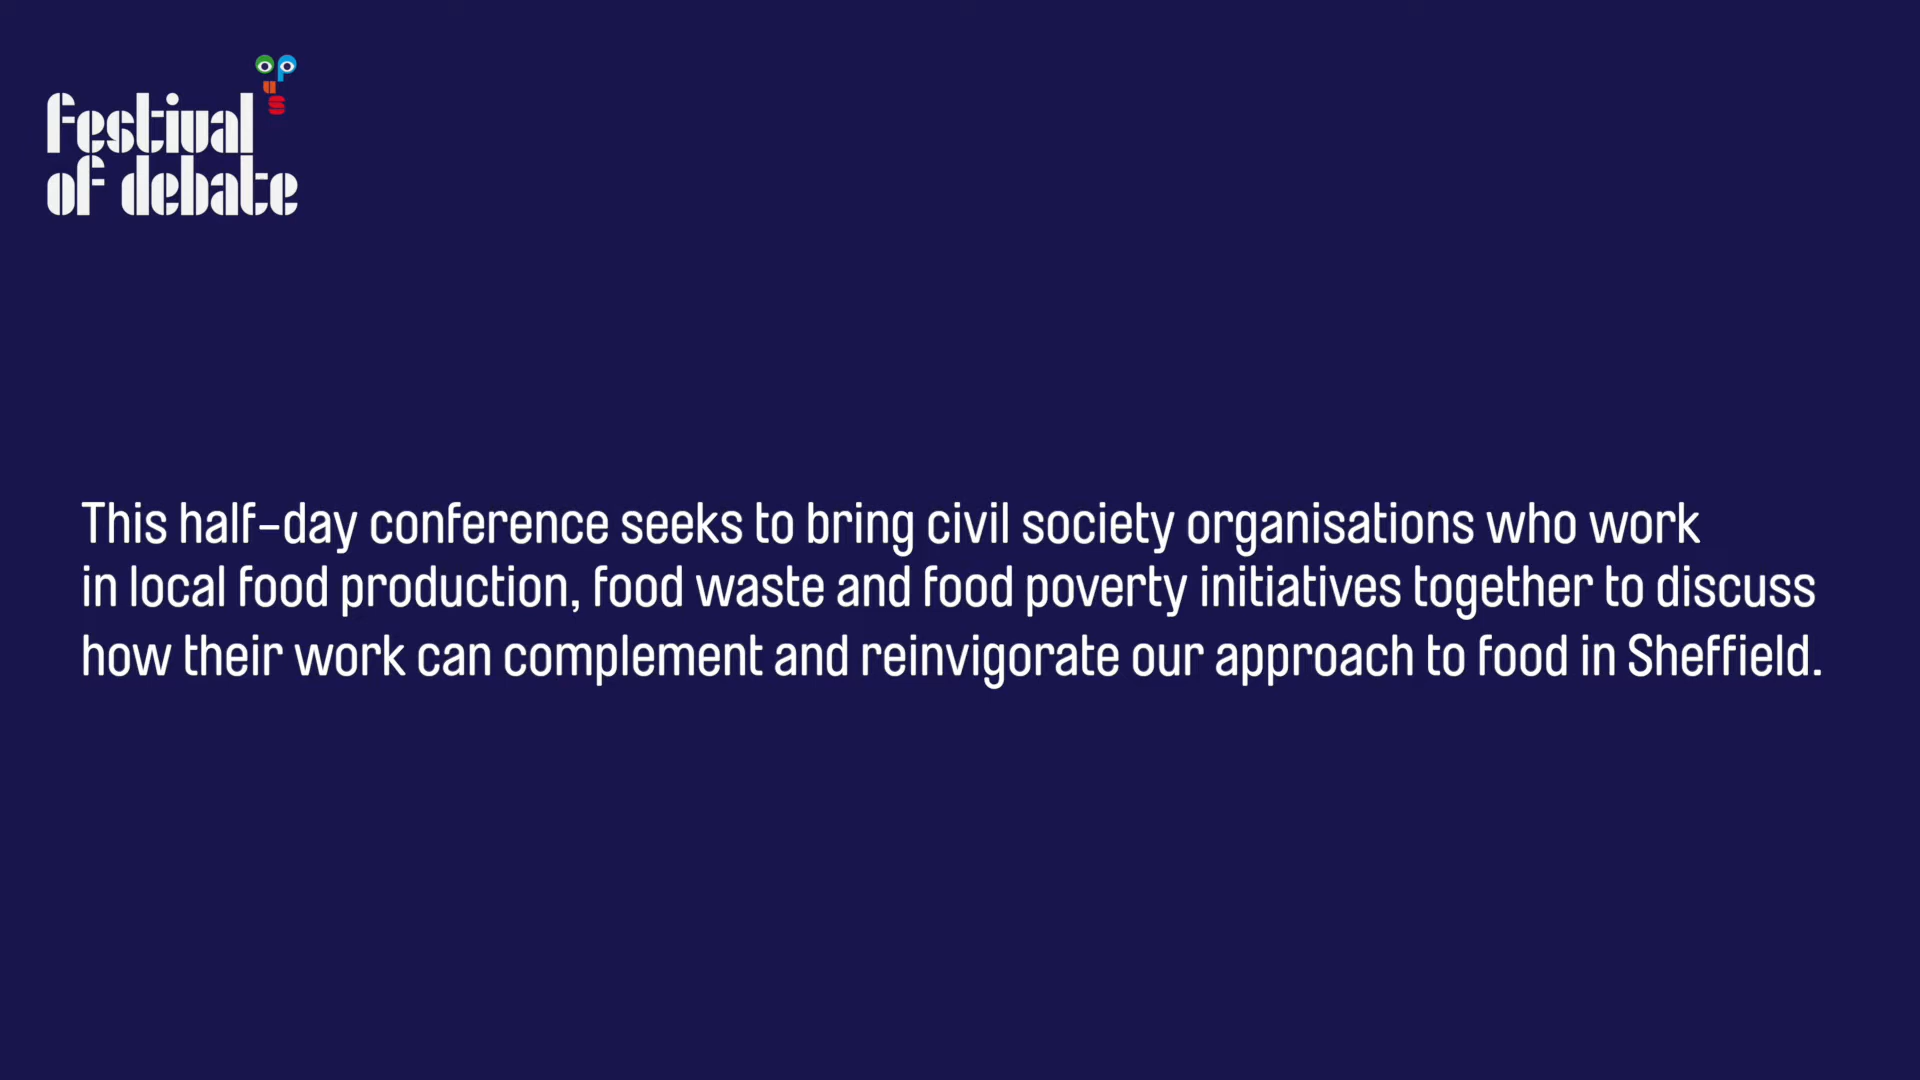 festival
of debate
opus
This half-day conference seeks to bring civil society organisations who work
in local food production, food waste and food poverty initiatives together to discuss
how their work can complement and reinvigorate our approach to food in Sheffield.